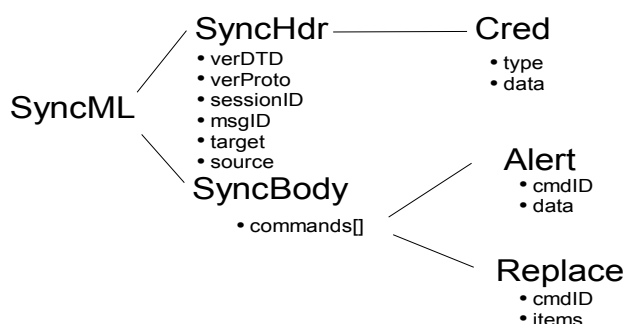 SyncML
SyncHdr
• verDTD
• verProto
• sessionID
• msgID
• target
• source
Cred
• type
• data
SyncBody
• commands[]
Alert
• cmdID
• data
Replace
• cmdID
• items